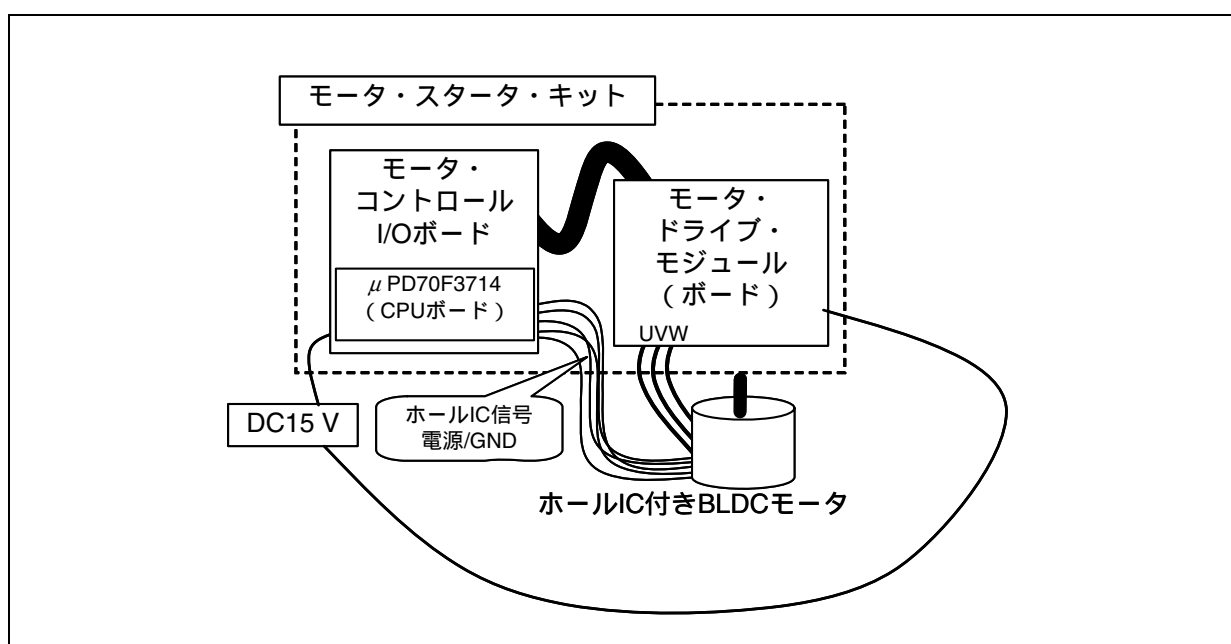 モータ・スタータ・キット
モータ・
コントロール
I/Oボード
μPD70F3714
（CPUボード）
モータ・
ドライブ・
モジュール
（ボード）
UVW
DC15 V
ホールIC信号
電源/GND
ホールIC付きBLDCモータ